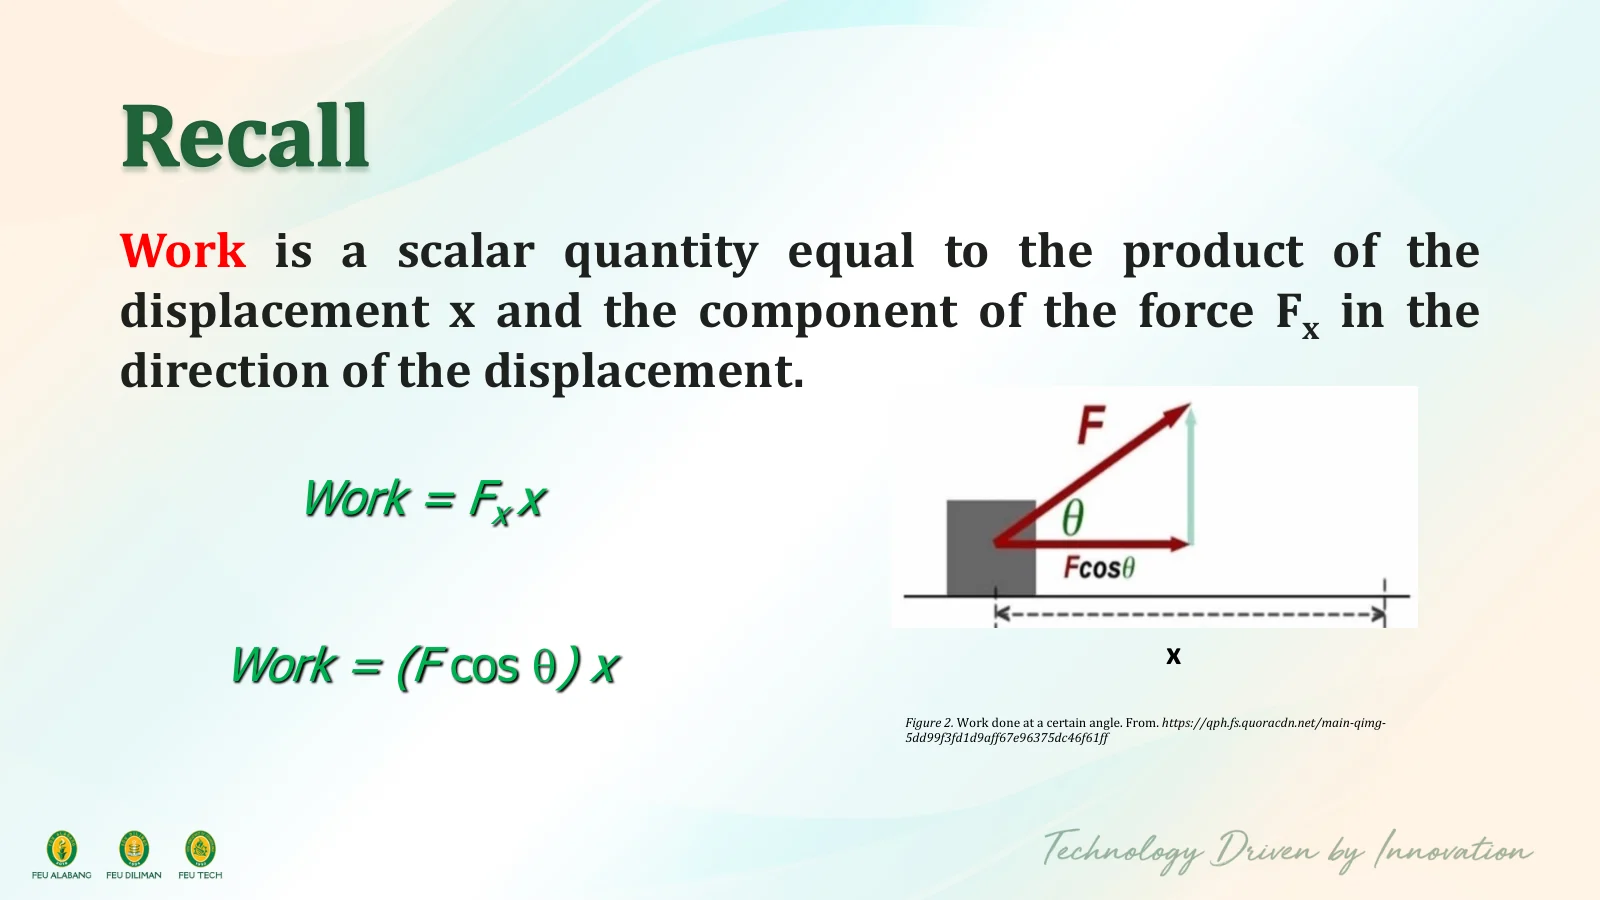 Recall
Work is a scalar quantity equal to the product of the
displacement x and the component of the force Fx in the
direction of the displacement.
Work = Fx x
Work = (F cos θ) x
F
θ
Fcosθ
x
Figure 2. Work done at a certain angle. From. https://qph.fs.quoracdn.net/main-qimg-
5dd99f3fd1d9aff67e96375dc46f61ff
FEU ALABANG FEU DILIMAN FEU TECH
Technology Driven by Innovation